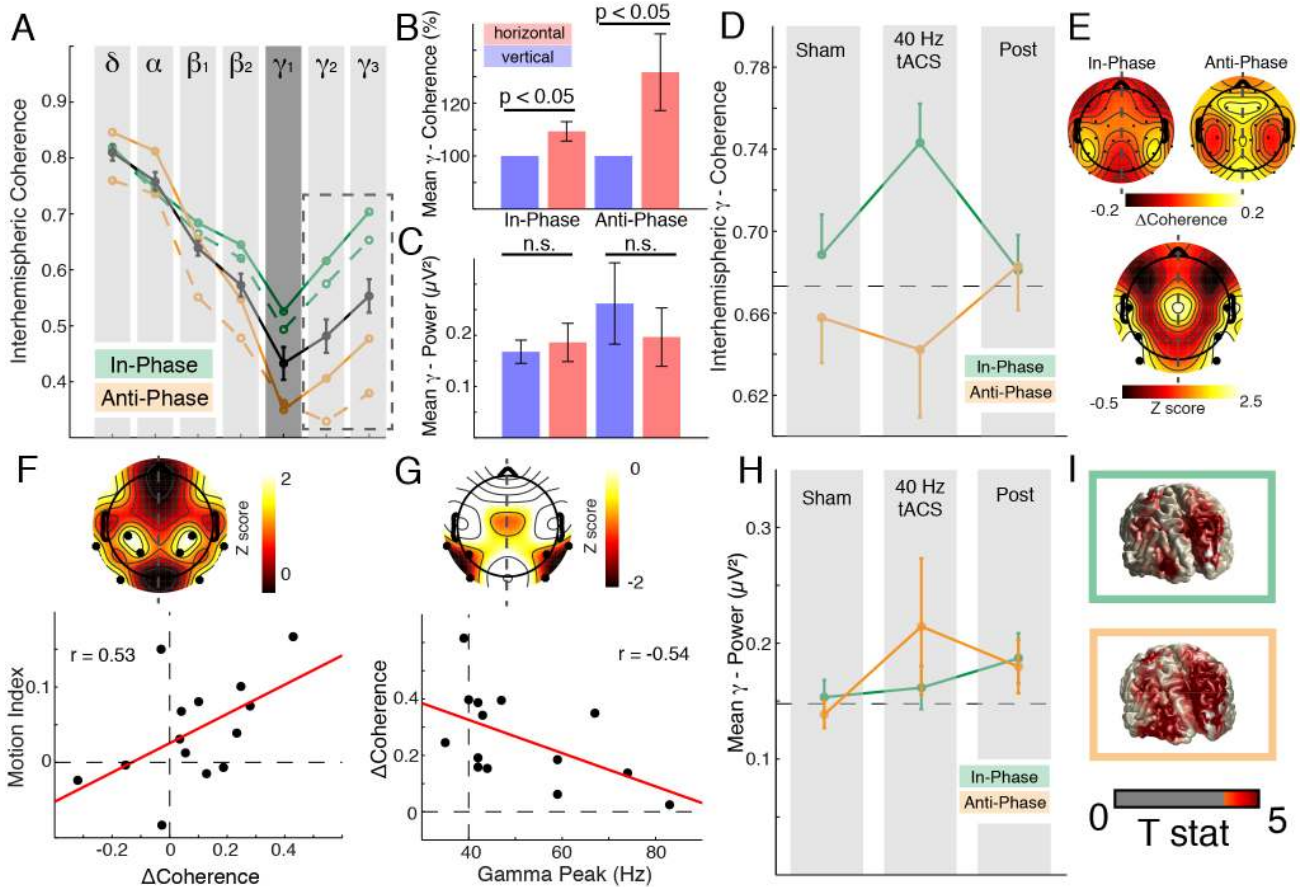 A
δ
α
β1
β2
γ1
γ2
γ3
0.9
0.8
0.7
0.6
0.5
0.4
Interhemispheric Coherence
In-Phase
Anti-Phase
B
horizontal
vertical
p < 0.05
p < 0.05
120
100
Mean γ - Coherence (%)
In-Phase
Anti-Phase
C
n.s.
n.s.
0.2
0.1
Mean γ - Power (µV²)
D
Sham
40 Hz
tACS
Post
0.78
0.74
0.70
0.66
0.62
Interhemispheric γ - Coherence
In-Phase
Anti-Phase
E
In-Phase
Anti-Phase
-0.2
0.2
ΔCoherence
-0.5
2.5
Z score
F
2
0
Z score
r = 0.53
0.1
0
Motion Index
-0.2
0
0.2
0.4
ΔCoherence
G
0
-2
Z score
r = -0.54
0.4
0.2
0
ΔCoherence
40
60
80
Gamma Peak (Hz)
H
Sham
40 Hz
tACS
Post
0.3
0.2
0.1
Mean γ - Power (µV²)
In-Phase
Anti-Phase
I
0
5
T stat